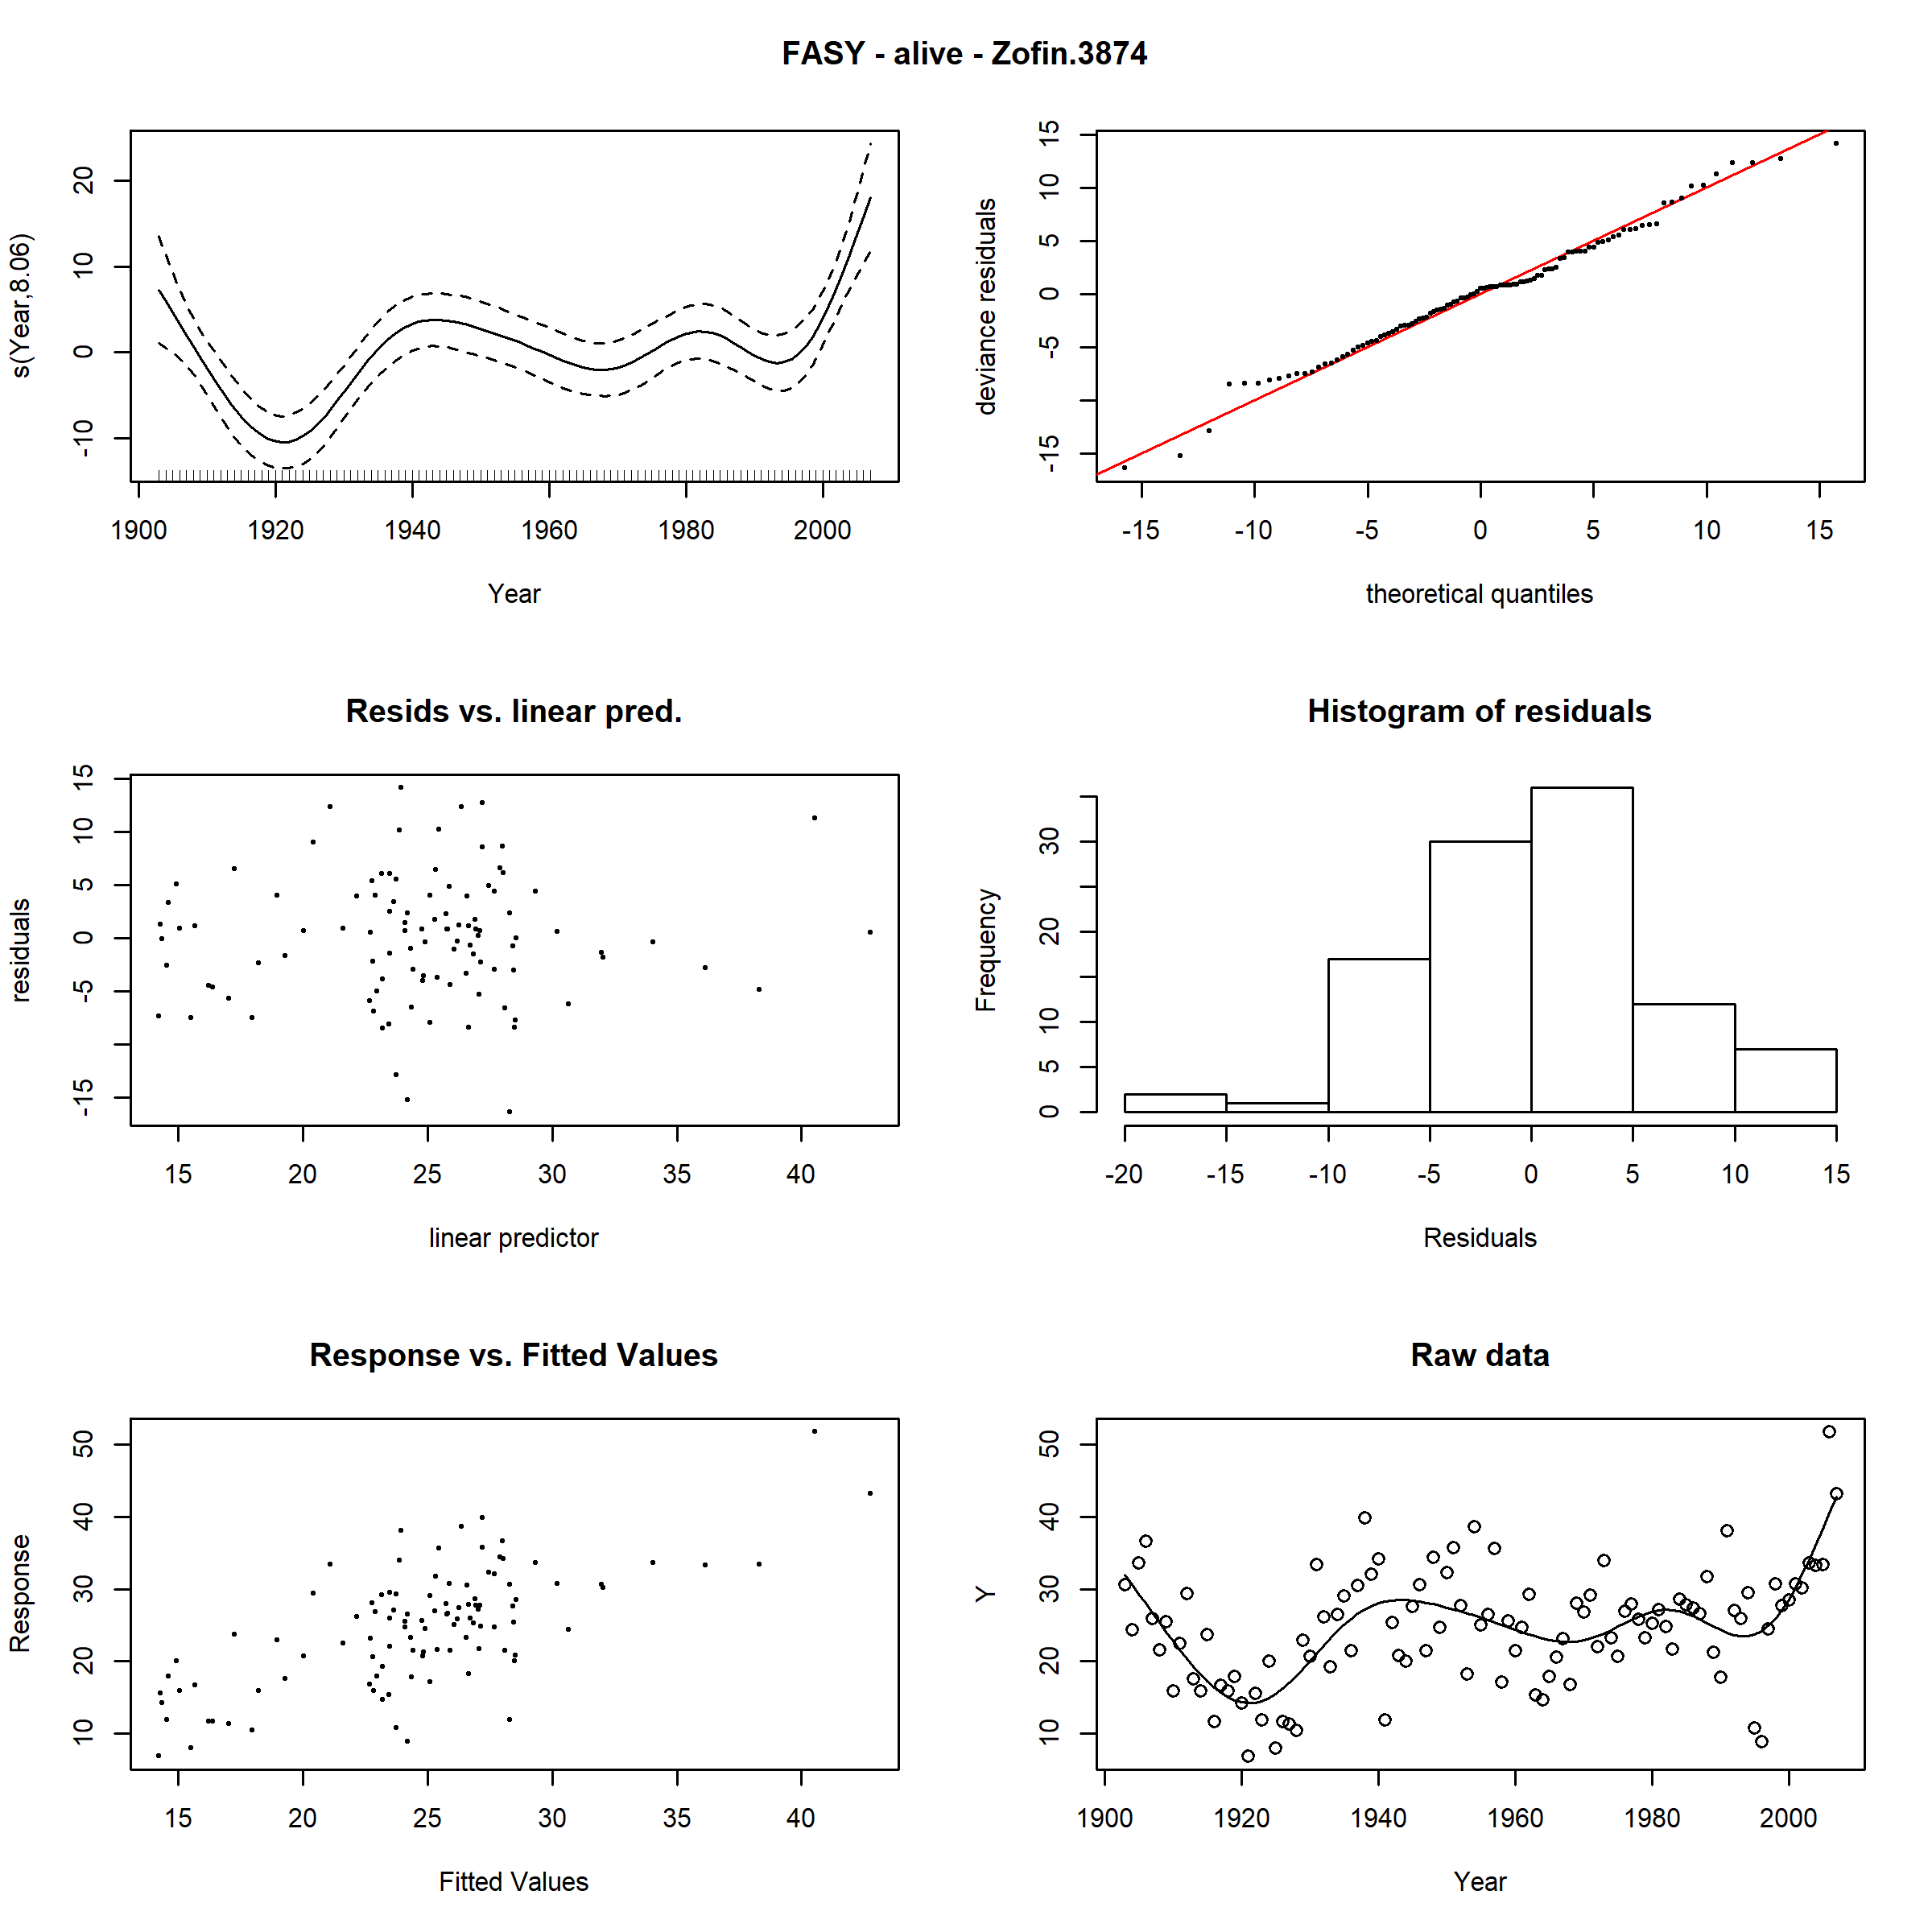 FASY - alive - Zofin.3874
s(Year,8.06)
-10 0 10 20
1900 1920 1940 1960 1980 2000
Year
deviance residuals
-15 -5 0 5 10 15
-15 -10 -5 0 5 10 15
theoretical quantiles
Resids vs. linear pred.
residuals
-15 -5 0 5 10 15
15 20 25 30 35 40
linear predictor
Histogram of residuals
Frequency
0 5 10 20 30
-20 -15 -10 -5 0 5 10 15
Residuals
Response vs. Fitted Values
Response
10 20 30 40 50
15 20 25 30 35 40
Fitted Values
Raw data
Y
10 20 30 40 50
1900 1920 1940 1960 1980 2000
Year